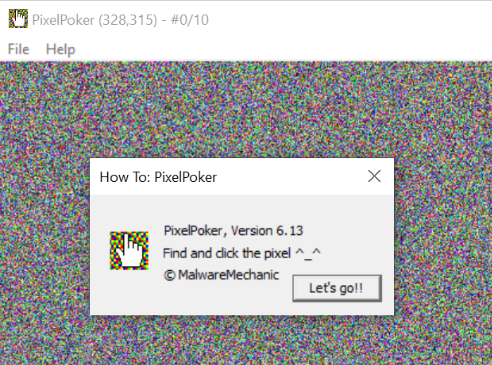 PixelPoker (328,315) - #0/10
File Help
How To: PixelPoker
PixelPoker, Version 6.13
Find and click the pixel ^_^
© MalwareMechanic
Let's go!!